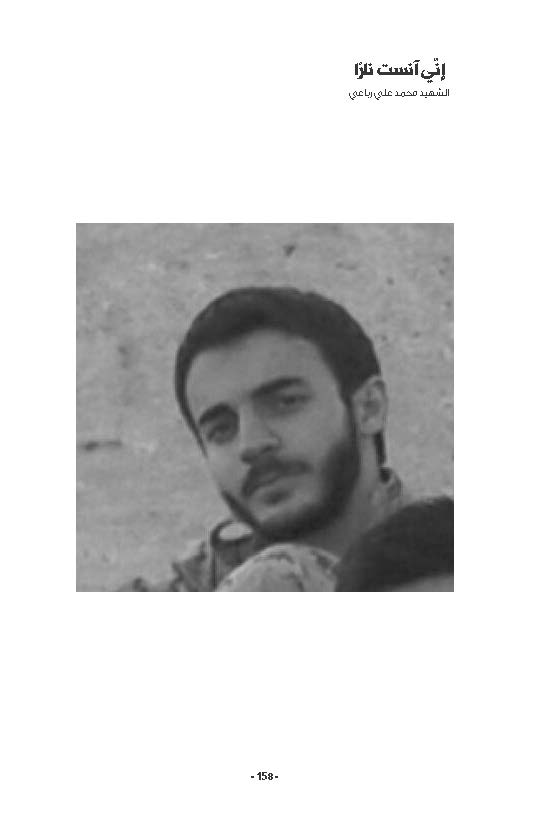 إنّي آنست نارًا
الشهيد محمد علي رباعي
- 158 -